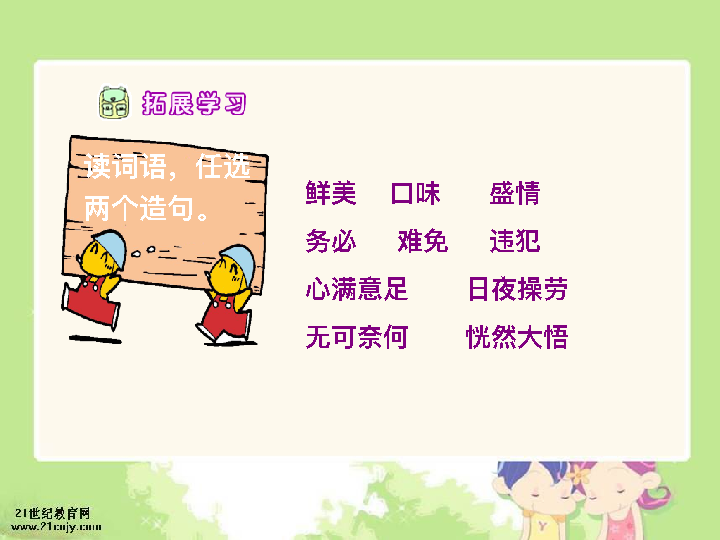 拓展学习
读词语，任选
两个造句。
鲜美 口味 盛情
务必 难免 违犯
心满意足 日夜操劳
无可奈何 恍然大悟
21世纪教育网
www.21cnjy.com